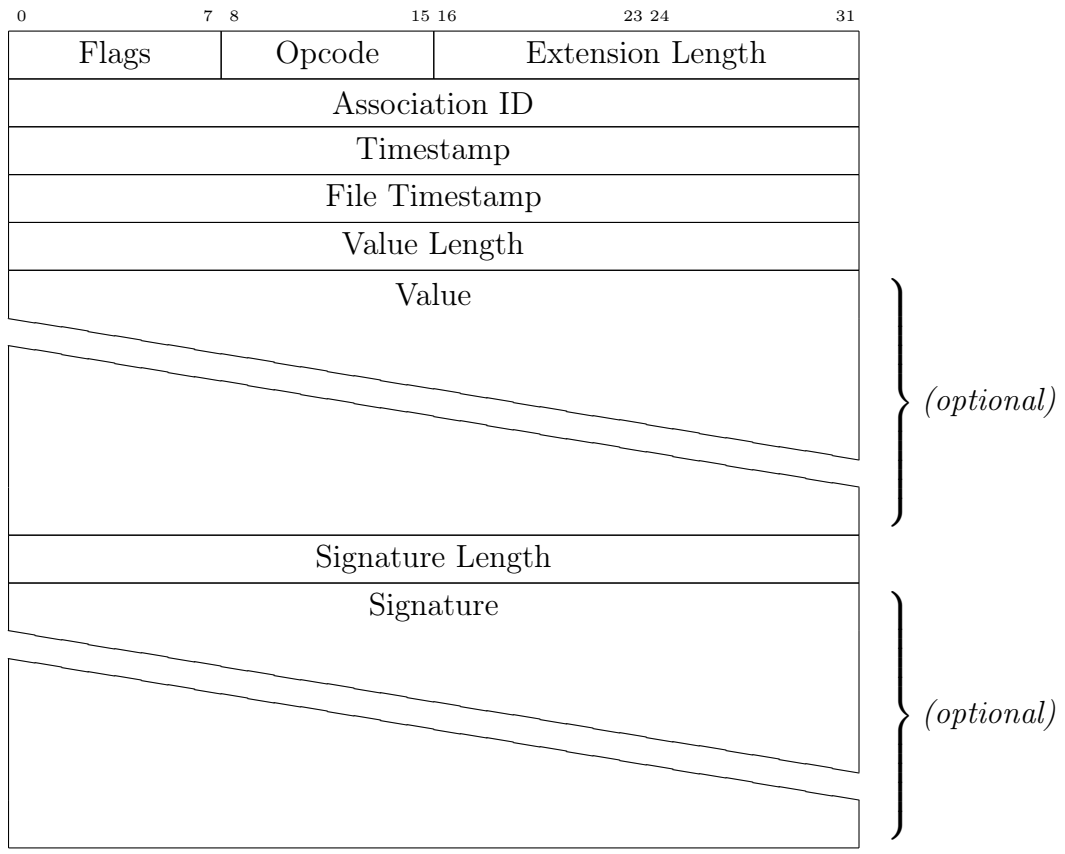 0 7 8 15 16 23 24 31
Flags Opcode Extension Length
Association ID
Timestamp
File Timestamp
Value Length
Value
(optional)
Signature Length
Signature
(optional)